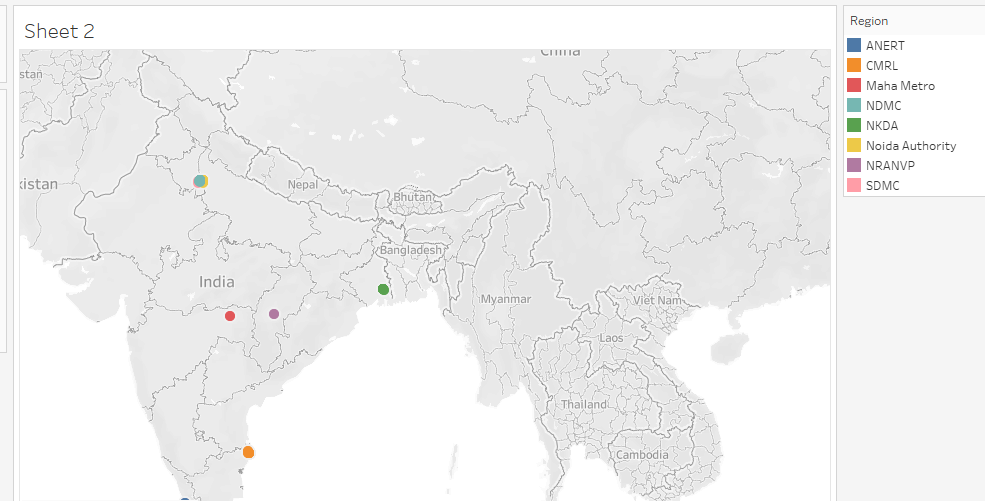 Sheet 2
Region
ANERT
CMRL
Maha Metro
NDMC
NKDA
Noida Authority
NRANVP
SDMC
China
stan
kistan
Nepal
Bhutan
Bangladesh
India
Myanmar
Viet Nam
Laos
Thailand
Cambodia